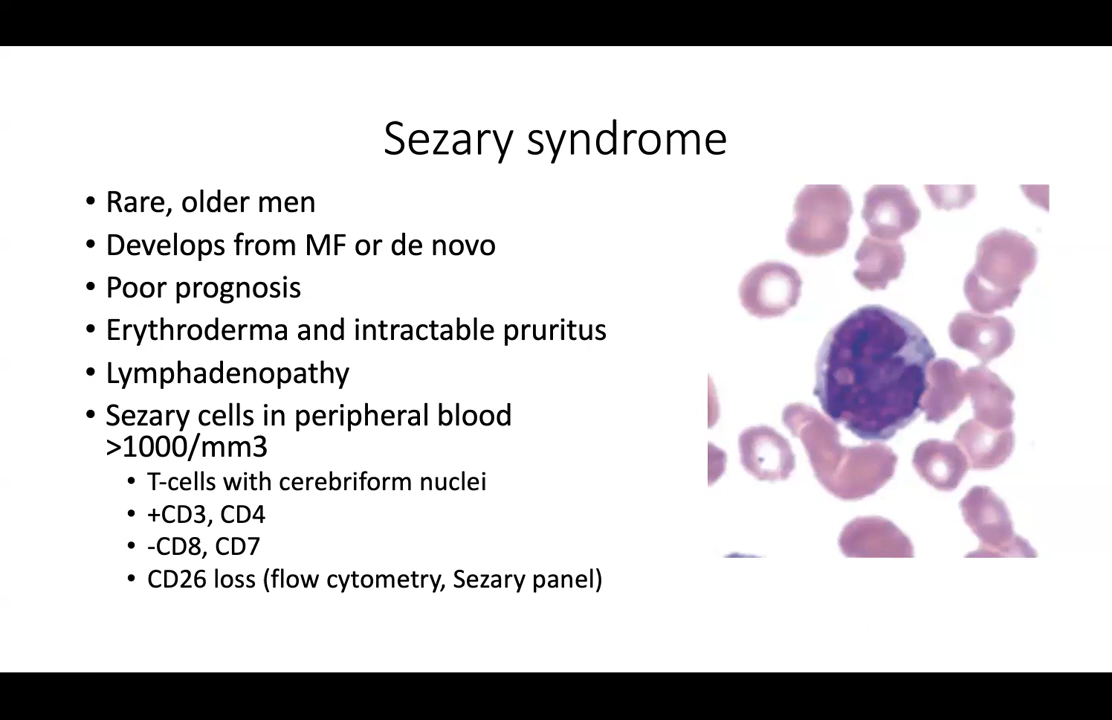 Sezary syndrome
• Rare, older men
• Develops from MF or de novo
• Poor prognosis
• Erythroderma and intractable pruritus
• Lymphadenopathy
• Sezary cells in peripheral blood
>1000/mm3
• T-cells with cerebriform nuclei
• +CD3, CD4
• -CD8, CD7
• CD26 loss (flow cytometry, Sezary panel)